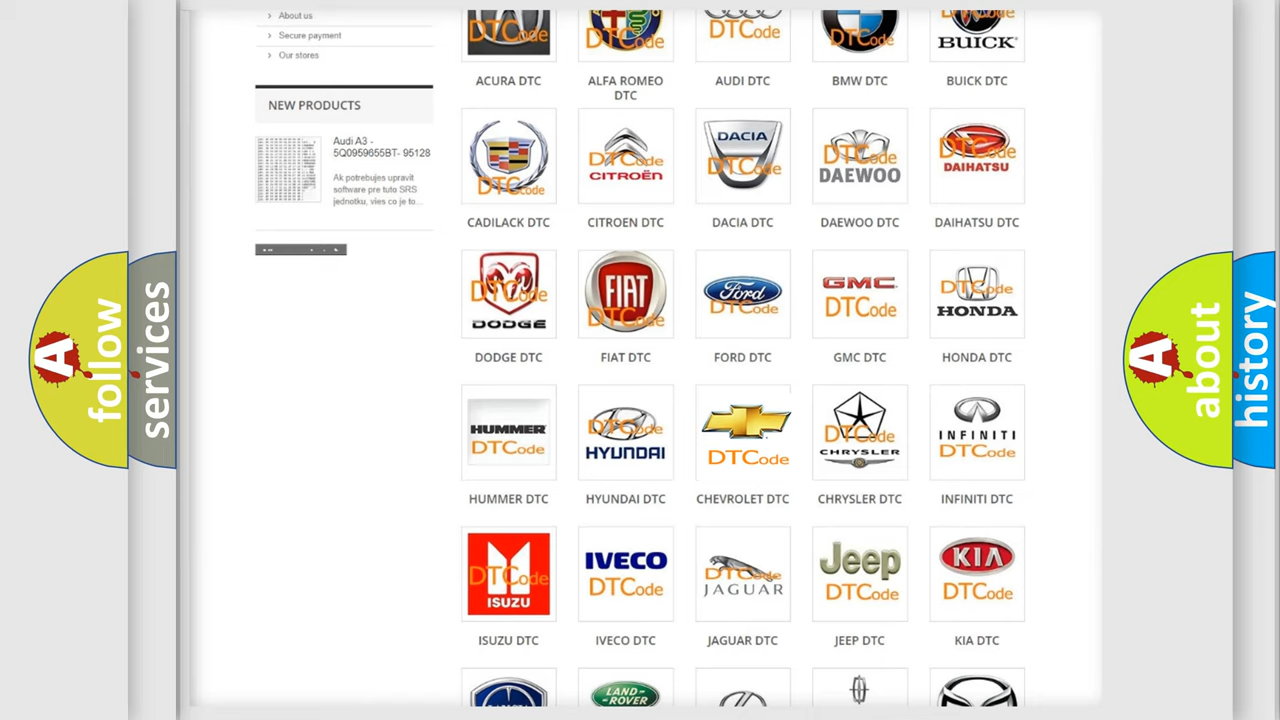 About us
Secure payment
Our stores
NEW PRODUCTS
Audi A3 -
5Q0959655BT- 95128
Ak potrebujes upravit
software pre tuto SRS
jednotku, vies co je to...
DTCode
DTCode
DTCode
DTCode
BUICK
ACURA DTC
ALFA ROMEO
DTC
AUDI DTC
BMW DTC
BUICK DTC
DTCode
DTCode
CITROËN
DACIA
DTCode
DTCode
DAEWOO
DTCode
DAIHATSU
CADILACK DTC
CITROEN DTC
DACIA DTC
DAEWOO DTC
DAIHATSU DTC
DTCode
DODGE
FIAT
DTCode
Ford
DTCode
GMC
DTCode
DTCode
HONDA
DODGE DTC
FIAT DTC
FORD DTC
GMC DTC
HONDA DTC
HUMMER
DTCode
DTCode
HYUNDAI
DTCode
DTCode
CHRYSLER
INFINITI
DTCode
HUMMER DTC
HYUNDAI DTC
CHEVROLET DTC
CHRYSLER DTC
INFINITI DTC
DTCode
ISUZU
IVECO
DTCode
DTCode
JAGUAR
Jeep
DTCode
KIA
DTCode
ISUZU DTC
IVECO DTC
JAGUAR DTC
JEEP DTC
KIA DTC
LAND-
ROVER
A
follow
services
A
about
history